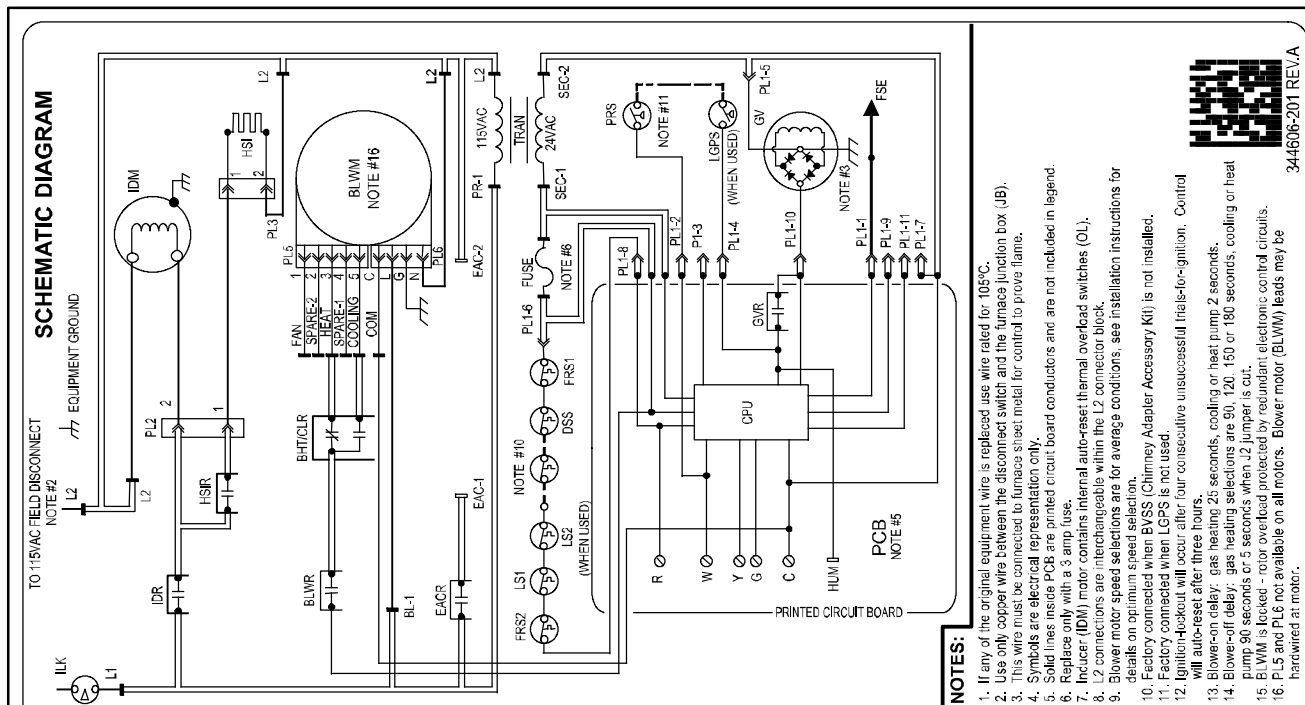 SCHEMATIC DIAGRAM
TO 115VAC FIELD DISCONNECT
NOTE #2
EQUIPMENT GROUND
ILK
L1
L2
L2
IDR
PL2
2
1
HSIR
IDM
HSI
1
2
PL3
L2
BLWR
BHT/CLR
FAN
SPARE-2
HEAT
SPARE-1
COOLING
COM
PL5
1
2
3
4
5
C
L
G
N
PL6
BLWM
NOTE #16
L2
BL-1
EACR
EAC-1
EAC-2
PR-1
L2
115VAC
TRAN
24VAC
SEC-1
SEC-2
FUSE
NOTE #6
PL1-6
FRS1
DSS
NOTE #10
LS2
(WHEN USED)
LS1
FRS2
PL1-8
PL1-2
P1-3
PL1-4
PL1-10
PL1-1
PL1-9
PL1-11
PL1-7
PRS
NOTE #11
LGPS
(WHEN USED)
PL1-5
GV
NOTE #3
FSE
GVR
CPU
R
W
Y
G
C
HUM
PCB
NOTE #5
PRINTED CIRCUIT BOARD
NOTES:
1. If any of the original equipment wire is replaced use wire rated for 105ºC.
2. Use only copper wire between the disconnect switch and the furnace junction box (JB).
3. This wire must be connected to furnace sheet metal for control to prove flame.
4. Symbols are electrical representation only.
5. Solid lines inside PCB are printed circuit board conductors and are not included in legend.
6. Replace only with a 3 amp fuse.
7. Inducer (IDM) motor contains internal auto-reset thermal overload switches (OL).
8. L2 connections are interchangeable within the L2 connector block.
9. Blower motor speed selections are for average conditions, see installation instructions for
details on optimum speed selection.
10. Factory connected when BVSS (Chimney Adapter Accessory Kit) is not installed.
11. Factory connected when LGPS is not used.
12. Ignition-lockout will occur after four consecutive unsuccessful trials-for-ignition. Control
will auto-reset after three hours.
13. Blower-on delay: gas heating 25 seconds, cooling or heat pump 2 seconds.
14. Blower-off delay: gas heating selections are 90, 120, 150 or 180 seconds, cooling or heat
pump 90 seconds or 5 seconds when J2 jumper is cut.
15. BLWM is locked - rotor overload protected by redundant electronic control circuits.
16. PL5 and PL6 not available on all motors. Blower motor (BLWM) leads may be
hardwired at motor.
344606-201 REV.A